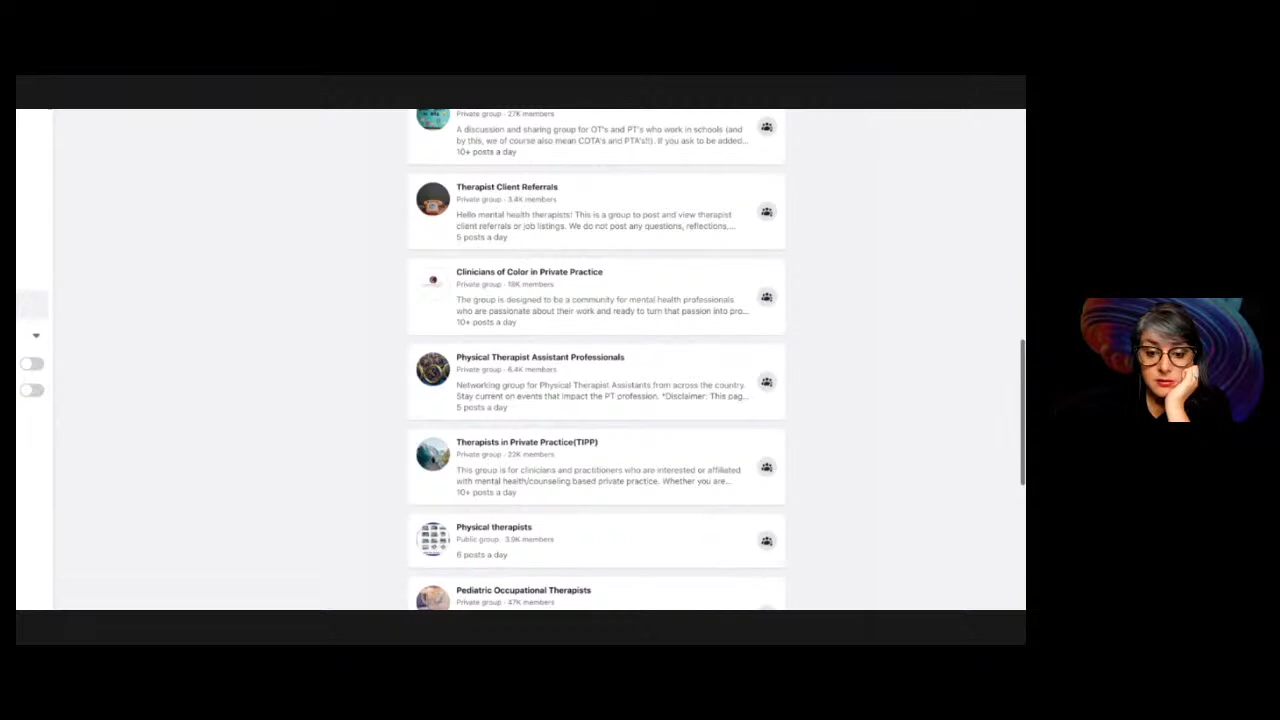 Private group · 27K members
A discussion and sharing group for OT's and PT's who work in schools (and
by this, we of course also mean COTA's and PTA's!!). If you ask to be added...
10+ posts a day
Therapist Client Referrals
Private group · 3.4K members
Hello mental health therapists! This is a group to post and view therapist
client referrals or job listings. We do not post any questions, reflections,...
5 posts a day
Clinicians of Color in Private Practice
Private group · 18K members
The group is designed to be a community for mental health professionals
who are passionate about their work and ready to turn that passion into pro...
10+ posts a day
Physical Therapist Assistant Professionals
Private group · 6.4K members
Networking group for Physical Therapist Assistants from across the country.
Stay current on events that impact the PT profession. *Disclaimer: This pag...
5 posts a day
Therapists in Private Practice(TIPP)
Private group · 22K members
This group is for clinicians and practitioners who are interested or affiliated
with mental health/counseling based private practice. Whether you are...
10+ posts a day
Physical therapists
Public group · 3.9K members
6 posts a day
Pediatric Occupational Therapists
Private group · 47K members